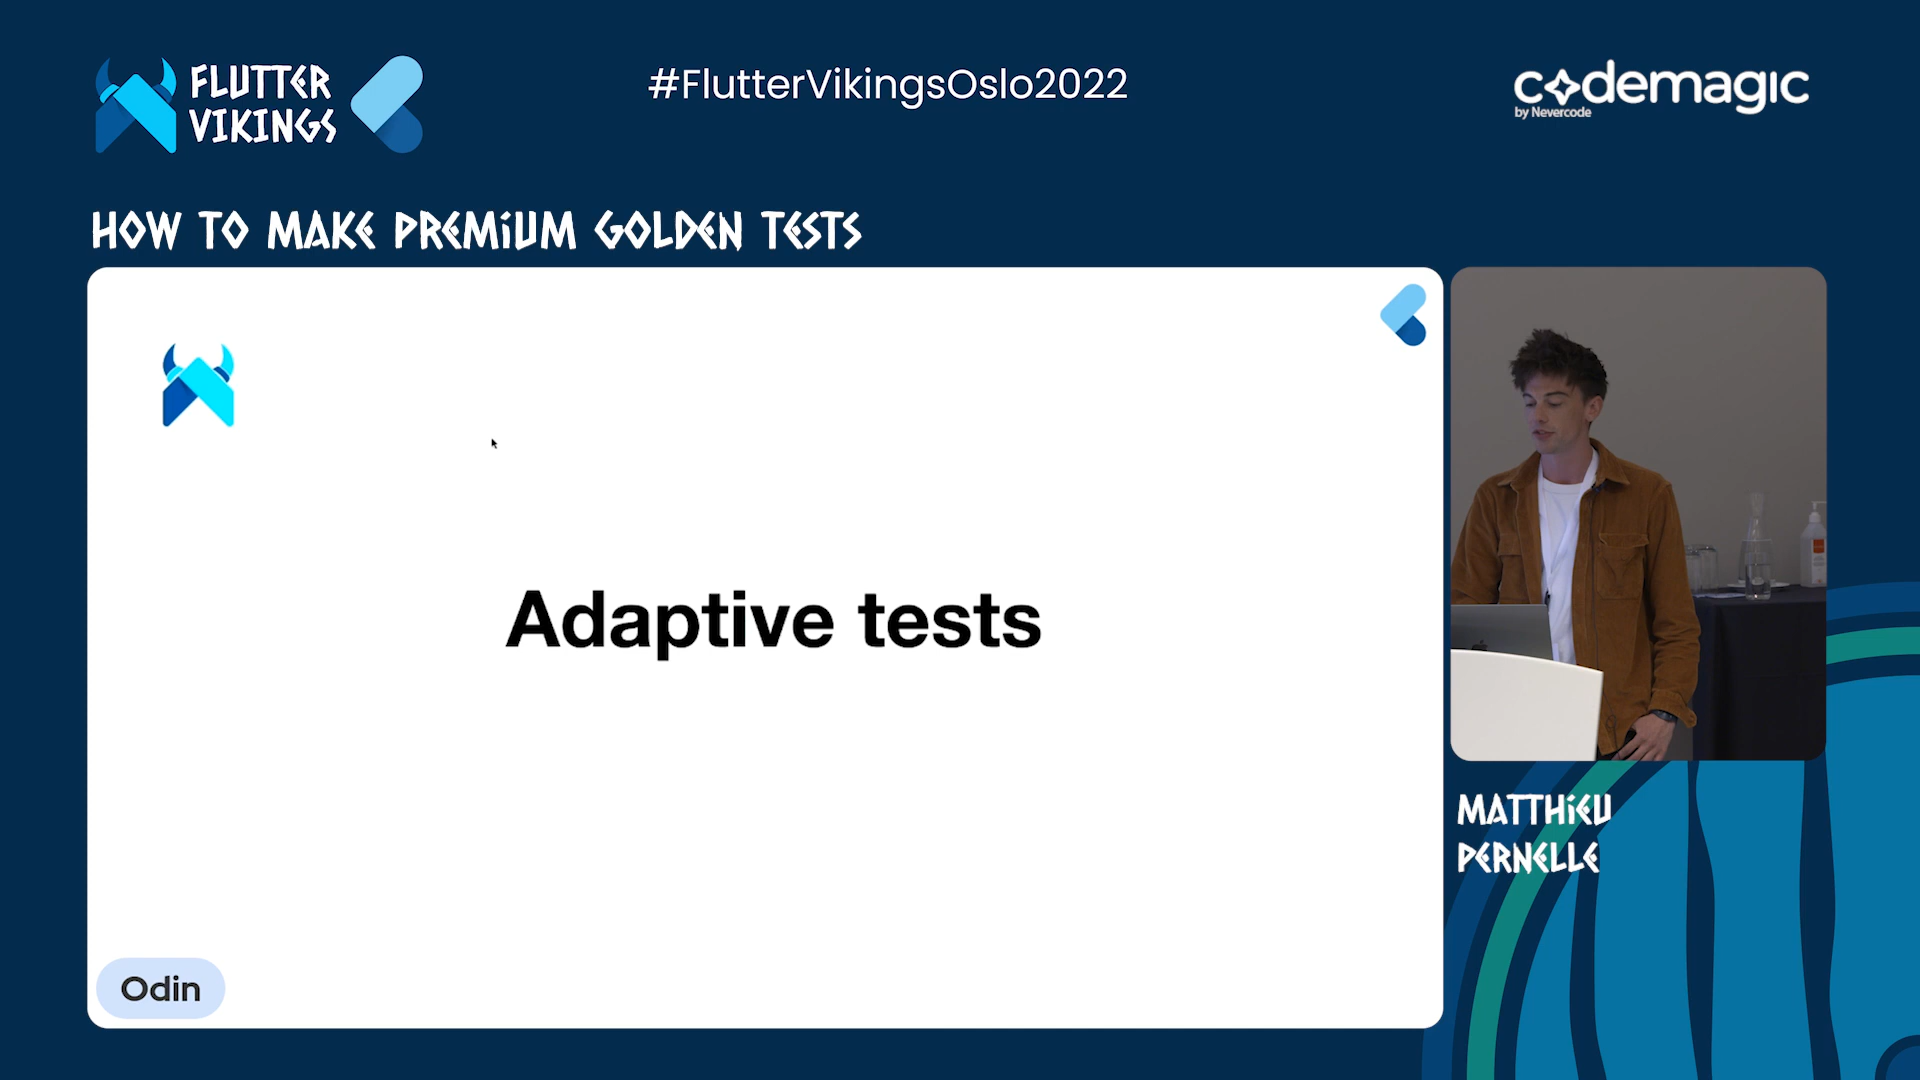 FLUTTER
VIKINGS
#FlutterVikingsOslo2022
codemagic
by Nevercode
HOW TO MAKE PREMIUM GOLDEN TESTS
Adaptive tests
Odin
MATTHIEU
PERNELLE